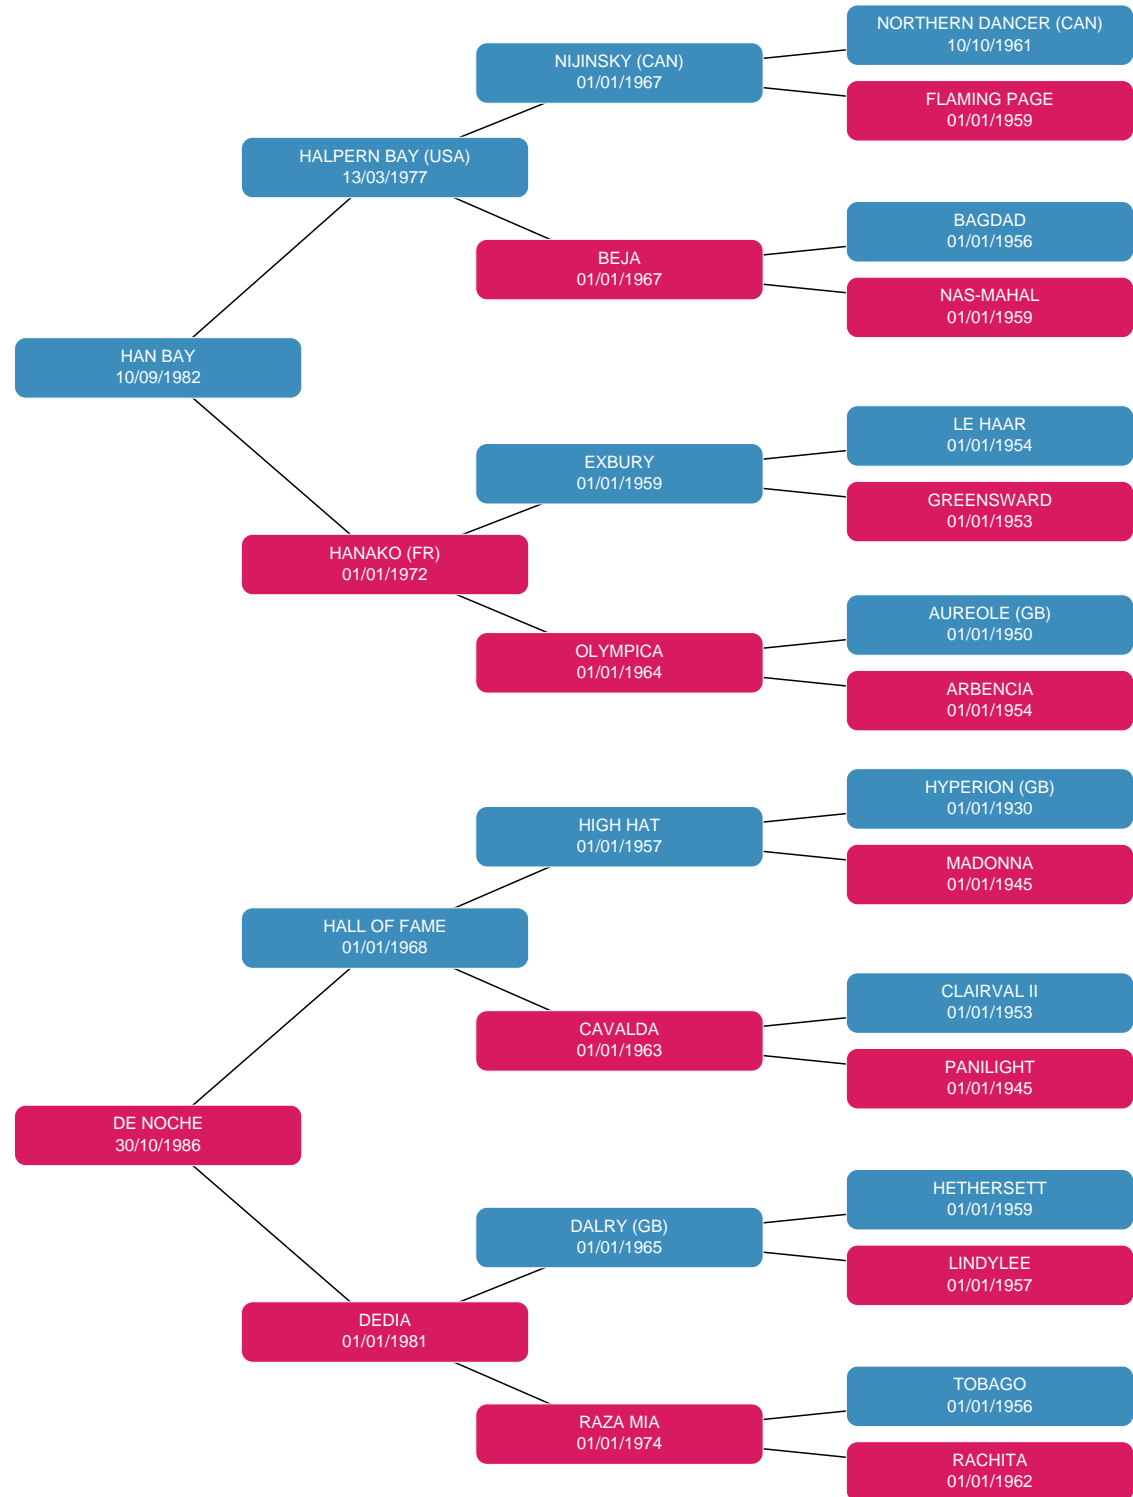 NORTHERN DANCER (CAN)
10/10/1961
NIJINSKY (CAN)
01/01/1967
FLAMING PAGE
01/01/1959
HALPERN BAY (USA)
13/03/1977
BAGDAD
01/01/1956
BEJA
01/01/1967
NAS-MAHAL
01/01/1959
HAN BAY
10/09/1982
LE HAAR
01/01/1954
EXBURY
01/01/1959
GREENSWARD
01/01/1953
HANAKO (FR)
01/01/1972
AUREOLE (GB)
01/01/1950
OLYMPICA
01/01/1964
ARBENCIA
01/01/1954
HYPERION (GB)
01/01/1930
HIGH HAT
01/01/1957
MADONNA
01/01/1945
HALL OF FAME
01/01/1968
CLAIRVAL II
01/01/1953
CAVALDA
01/01/1963
PANILIGHT
01/01/1945
DE NOCHE
30/10/1986
HETHERSETT
01/01/1959
DALRY (GB)
01/01/1965
LINDYLEE
01/01/1957
DEDIA
01/01/1981
TOBAGO
01/01/1956
RAZA MIA
01/01/1974
RACHITA
01/01/1962